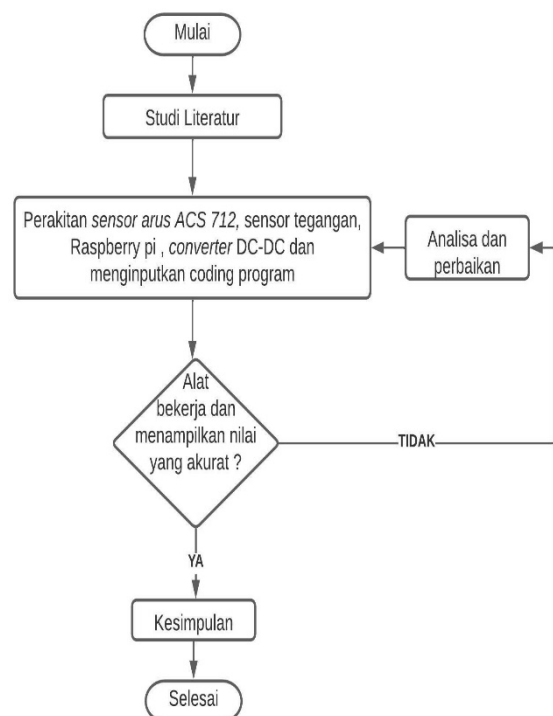 Mulai
Studi Literatur
Perakitan sensor arus ACS 712, sensor tegangan,
Raspberry pi , converter DC-DC dan
menginputkan coding program
Analisa dan
perbaikan
Alat
bekerja dan
menampilkan nilai
yang akurat ?
TIDAK
YA
Kesimpulan
Selesai